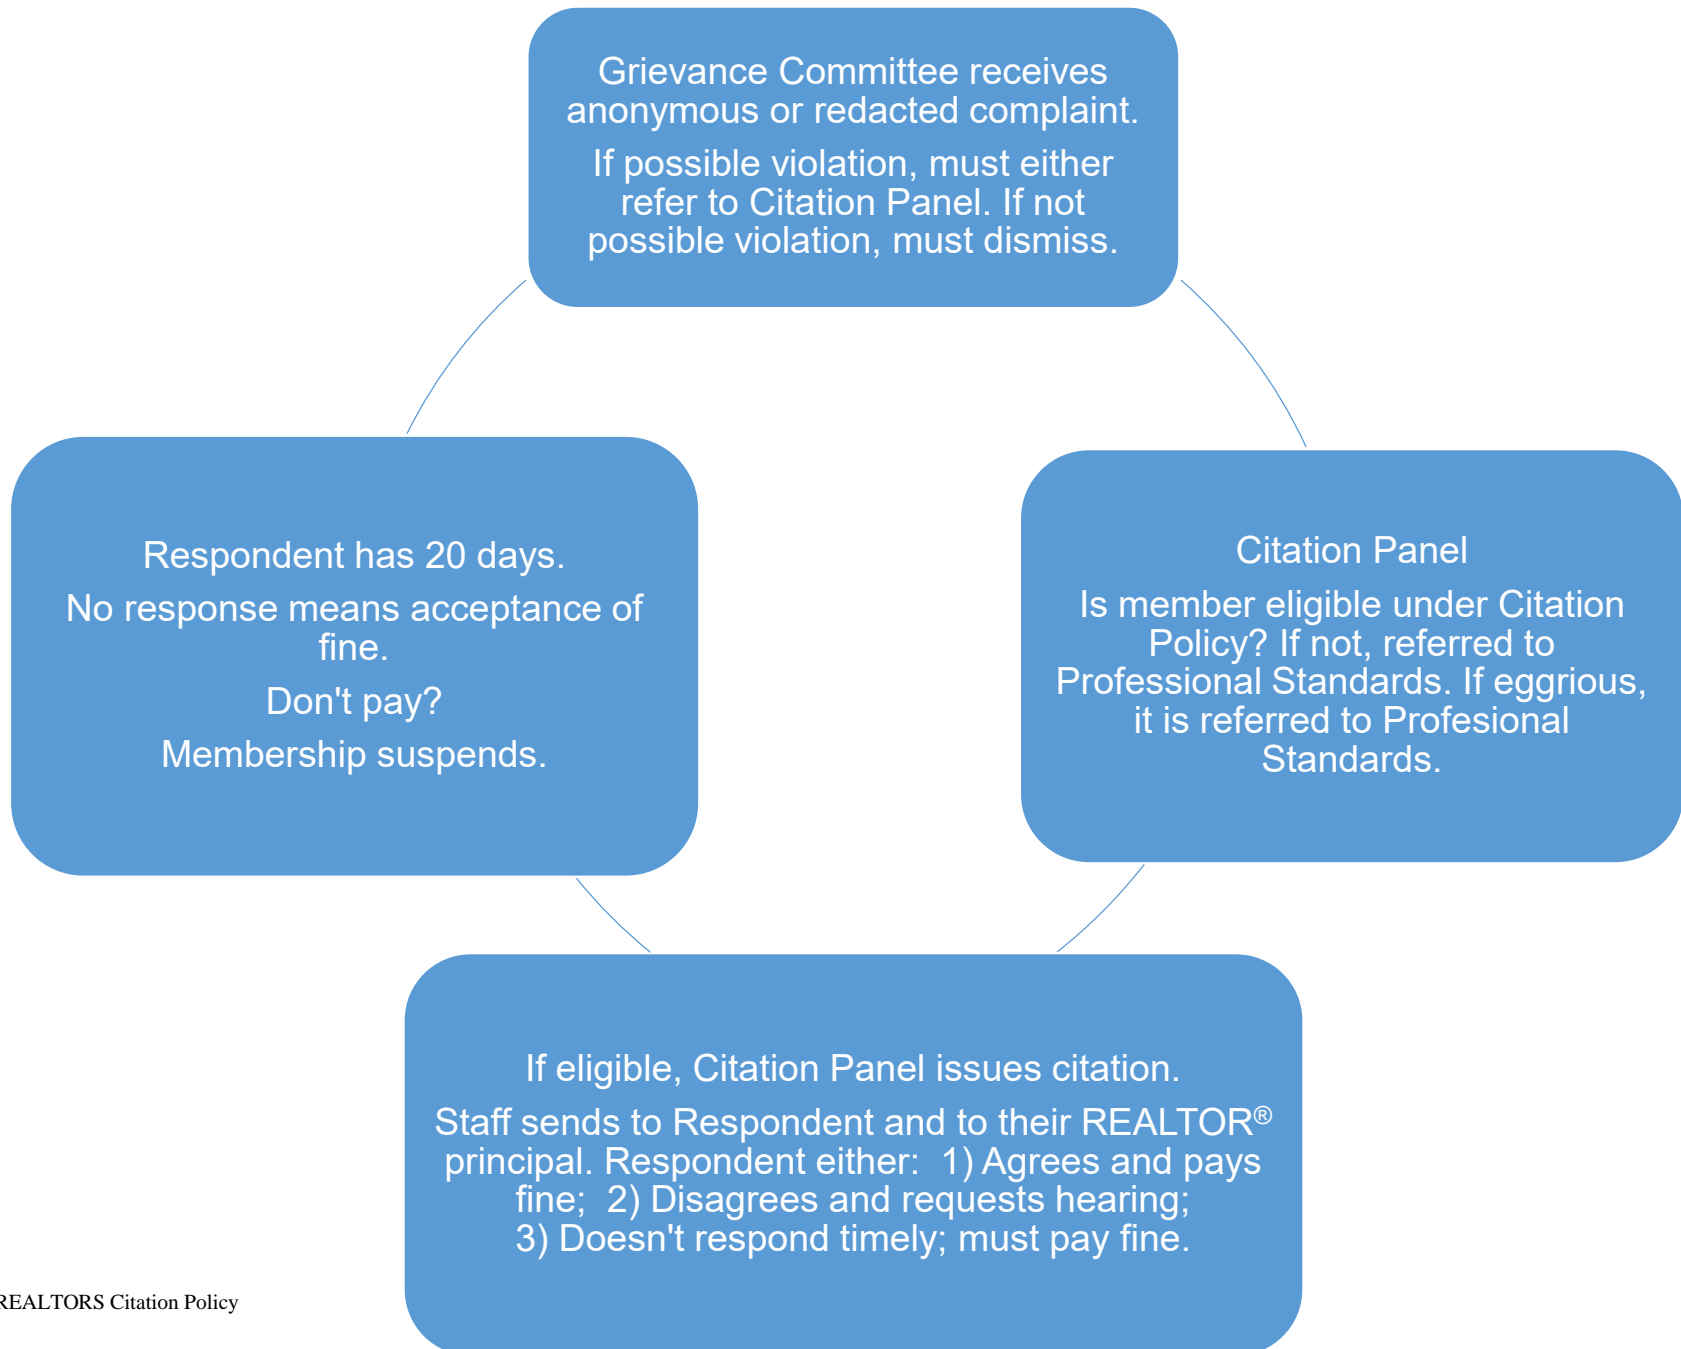 Grievance Committee receives
anonymous or redacted complaint.
If possible violation, must either
refer to Citation Panel. If not
possible violation, must dismiss.
Citation Panel
Is member eligible under Citation
Policy? If not, referred to
Professional Standards. If eggrious,
it is referred to Profesional
Standards.
If eligible, Citation Panel issues citation.
Staff sends to Respondent and to their REALTOR®
principal. Respondent either:  1) Agrees and pays
fine;  2) Disagrees and requests hearing;
3) Doesn't respond timely; must pay fine.
Respondent has 20 days.
No response means acceptance of
fine.
Don't pay?
Membership suspends.
REALTORS Citation Policy